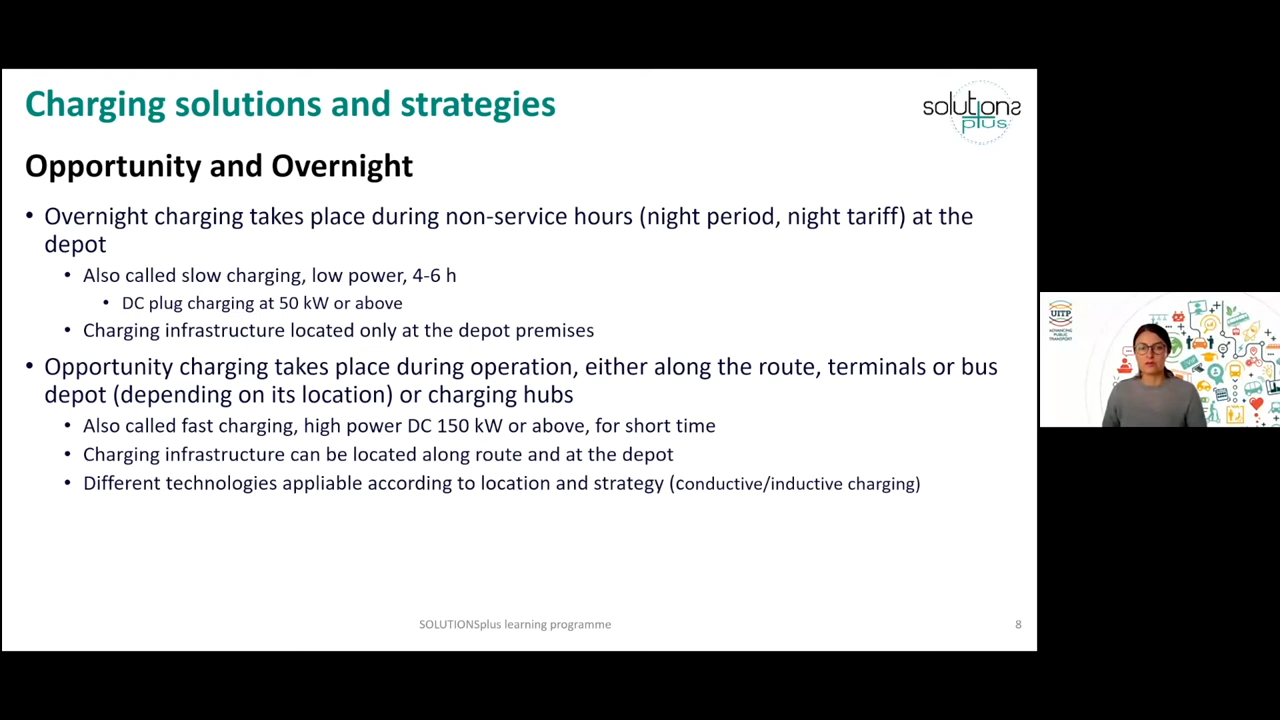 Charging solutions and strategies
solutions
plus
Opportunity and Overnight
• Overnight charging takes place during non-service hours (night period, night tariff) at the
depot
• Also called slow charging, low power, 4-6 h
• DC plug charging at 50 kW or above
• Charging infrastructure located only at the depot premises
• Opportunity charging takes place during operation, either along the route, terminals or bus
depot (depending on its location) or charging hubs
• Also called fast charging, high power DC 150 kW or above, for short time
• Charging infrastructure can be located along route and at the depot
• Different technologies appliable according to location and strategy (conductive/inductive charging)
UITP
ADVANCING
PUBLIC
TRANSPORT
SOLUTIONSplus learning programme
8